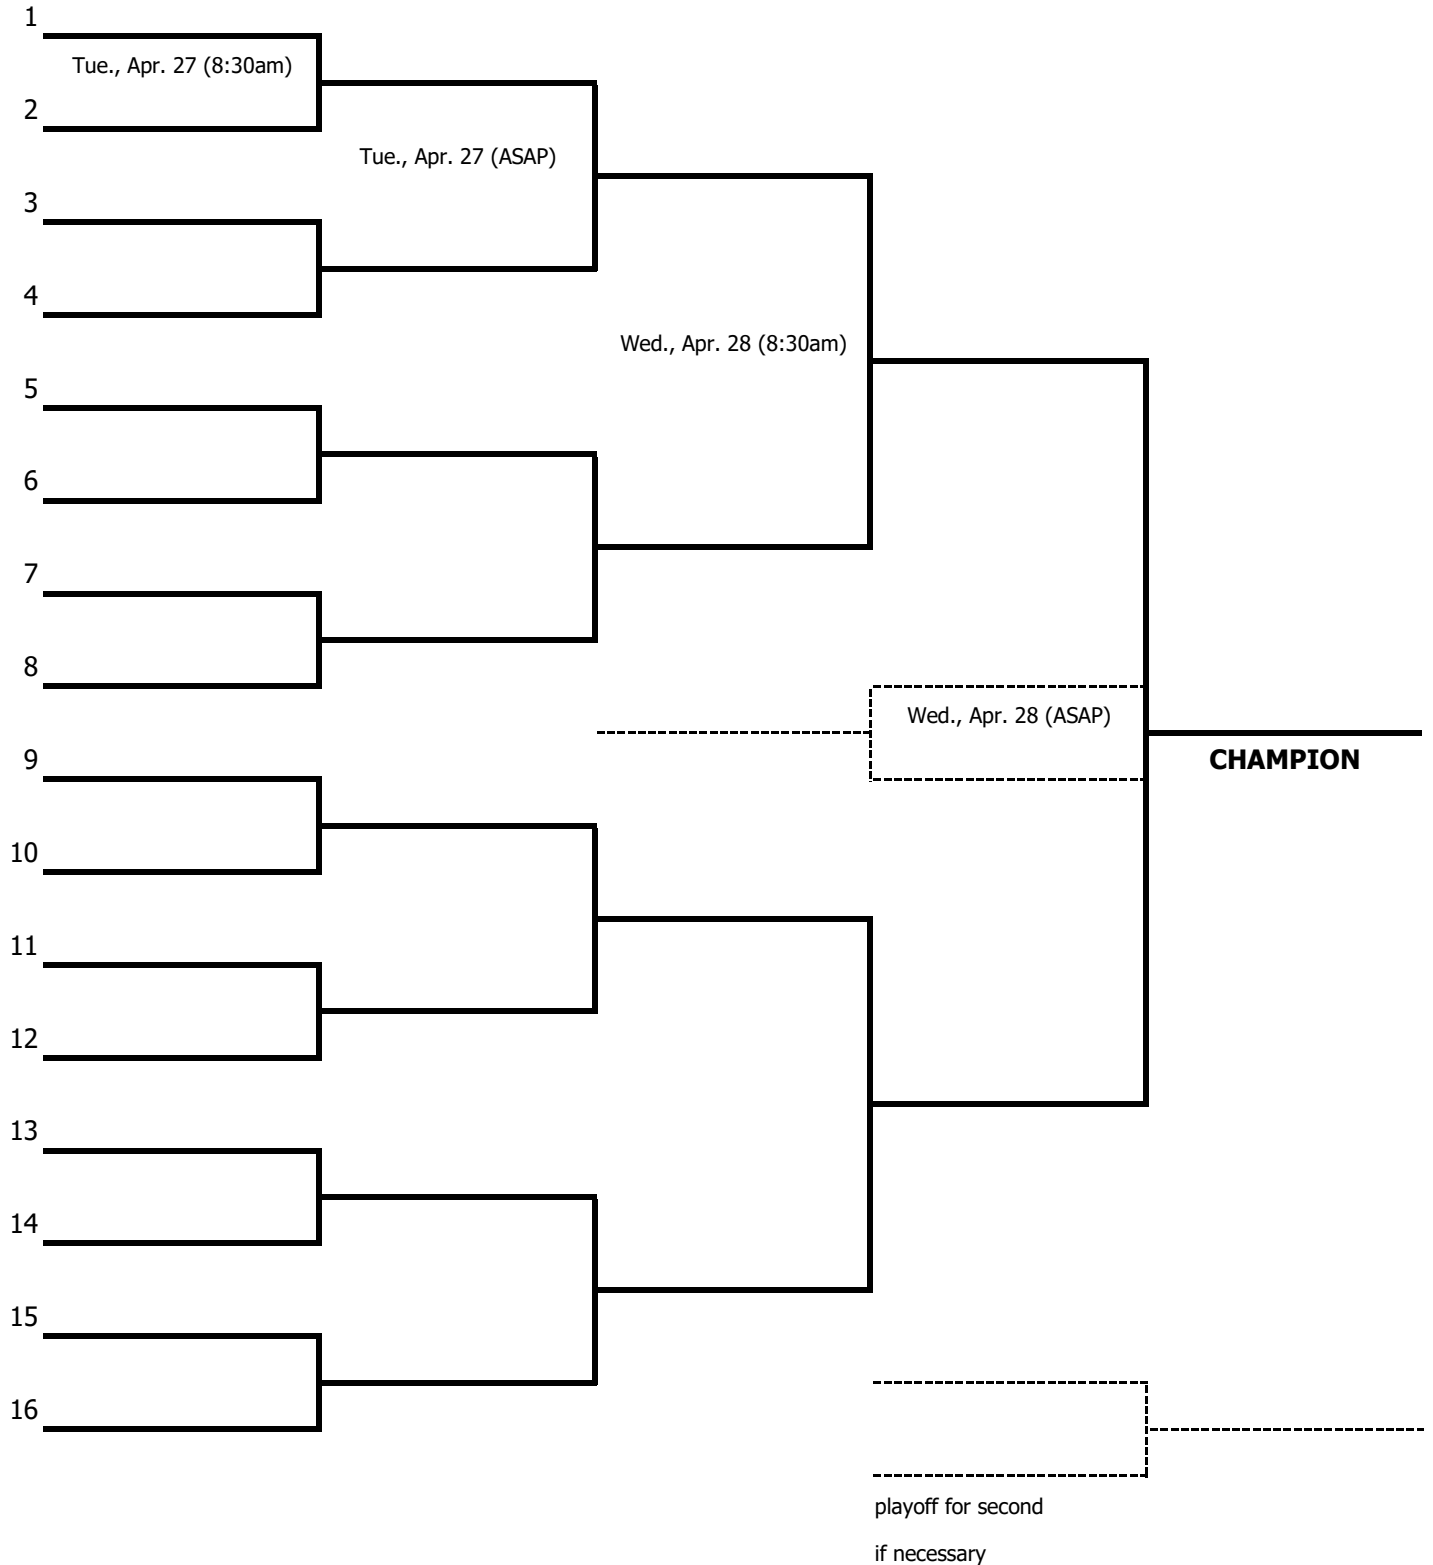 1
Tue., Apr. 27 (8:30am)
2
Tue., Apr. 27 (ASAP)
3
4
Wed., Apr. 28 (8:30am)
5
6
7
8
Wed., Apr. 28 (ASAP)
9
CHAMPION
10
11
12
13
14
15
16
playoff for second
if necessary